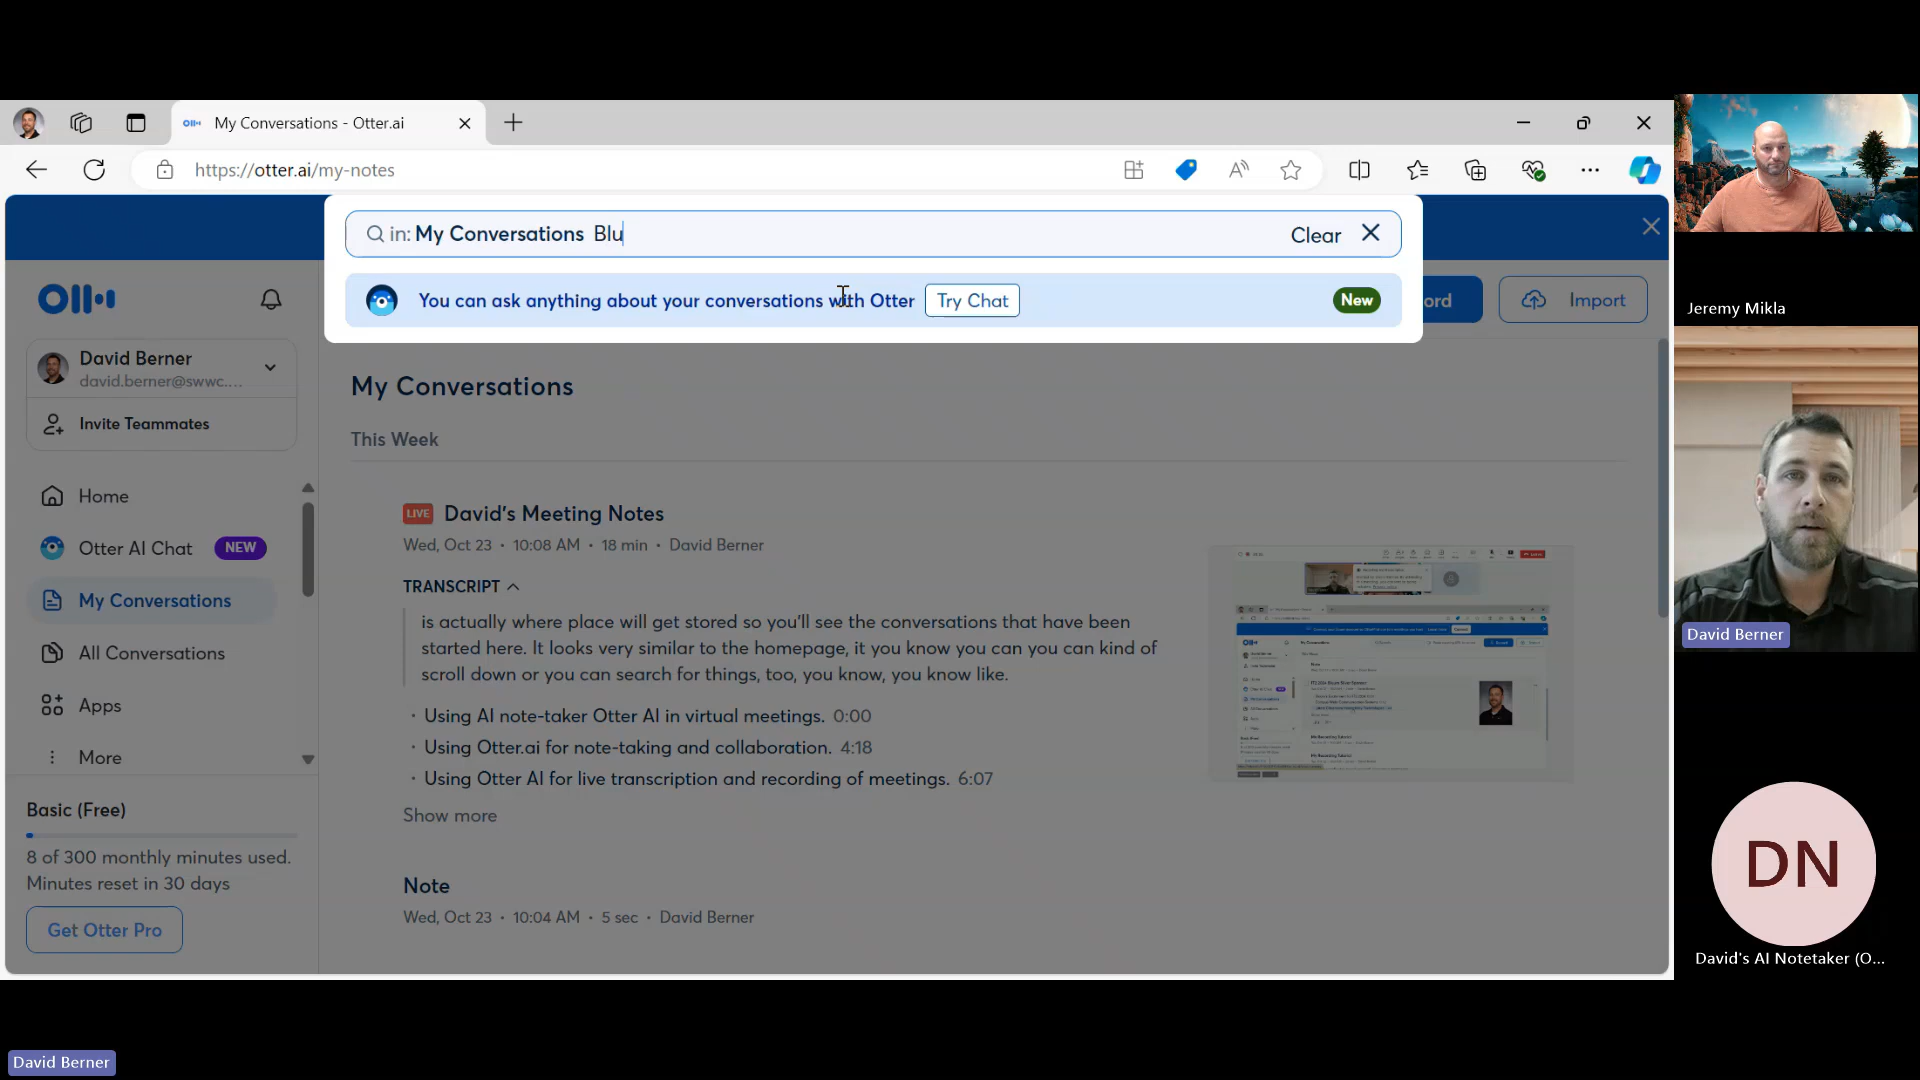 My Conversations - Otter.ai
https://otter.ai/my-notes
in: My Conversations Blu
Clear
You can ask anything about your conversations with Otter
Try Chat
New
ord
Import
David Berner
david.berner@swwc....
Invite Teammates
Home
Otter AI Chat
NEW
My Conversations
All Conversations
Apps
More
Basic (Free)
8 of 300 monthly minutes used.
Minutes reset in 30 days
Get Otter Pro
My Conversations
This Week
LIVE David's Meeting Notes
Wed, Oct 23 • 10:08 AM • 18 min • David Berner
TRANSCRIPT
is actually where place will get stored so you'll see the conversations that have been
started here. It looks very similar to the homepage, it you know you can you can kind of
scroll down or you can search for things, too, you know, you know like.
· Using AI note-taker Otter AI in virtual meetings. 0:00
· Using Otter.ai for note-taking and collaboration. 4:18
· Using Otter AI for live transcription and recording of meetings. 6:07
Show more
Note
Wed, Oct 23 • 10:04 AM • 5 sec • David Berner
Jeremy Mikla
David Berner
DN
David's AI Notetaker (O...
David Berner